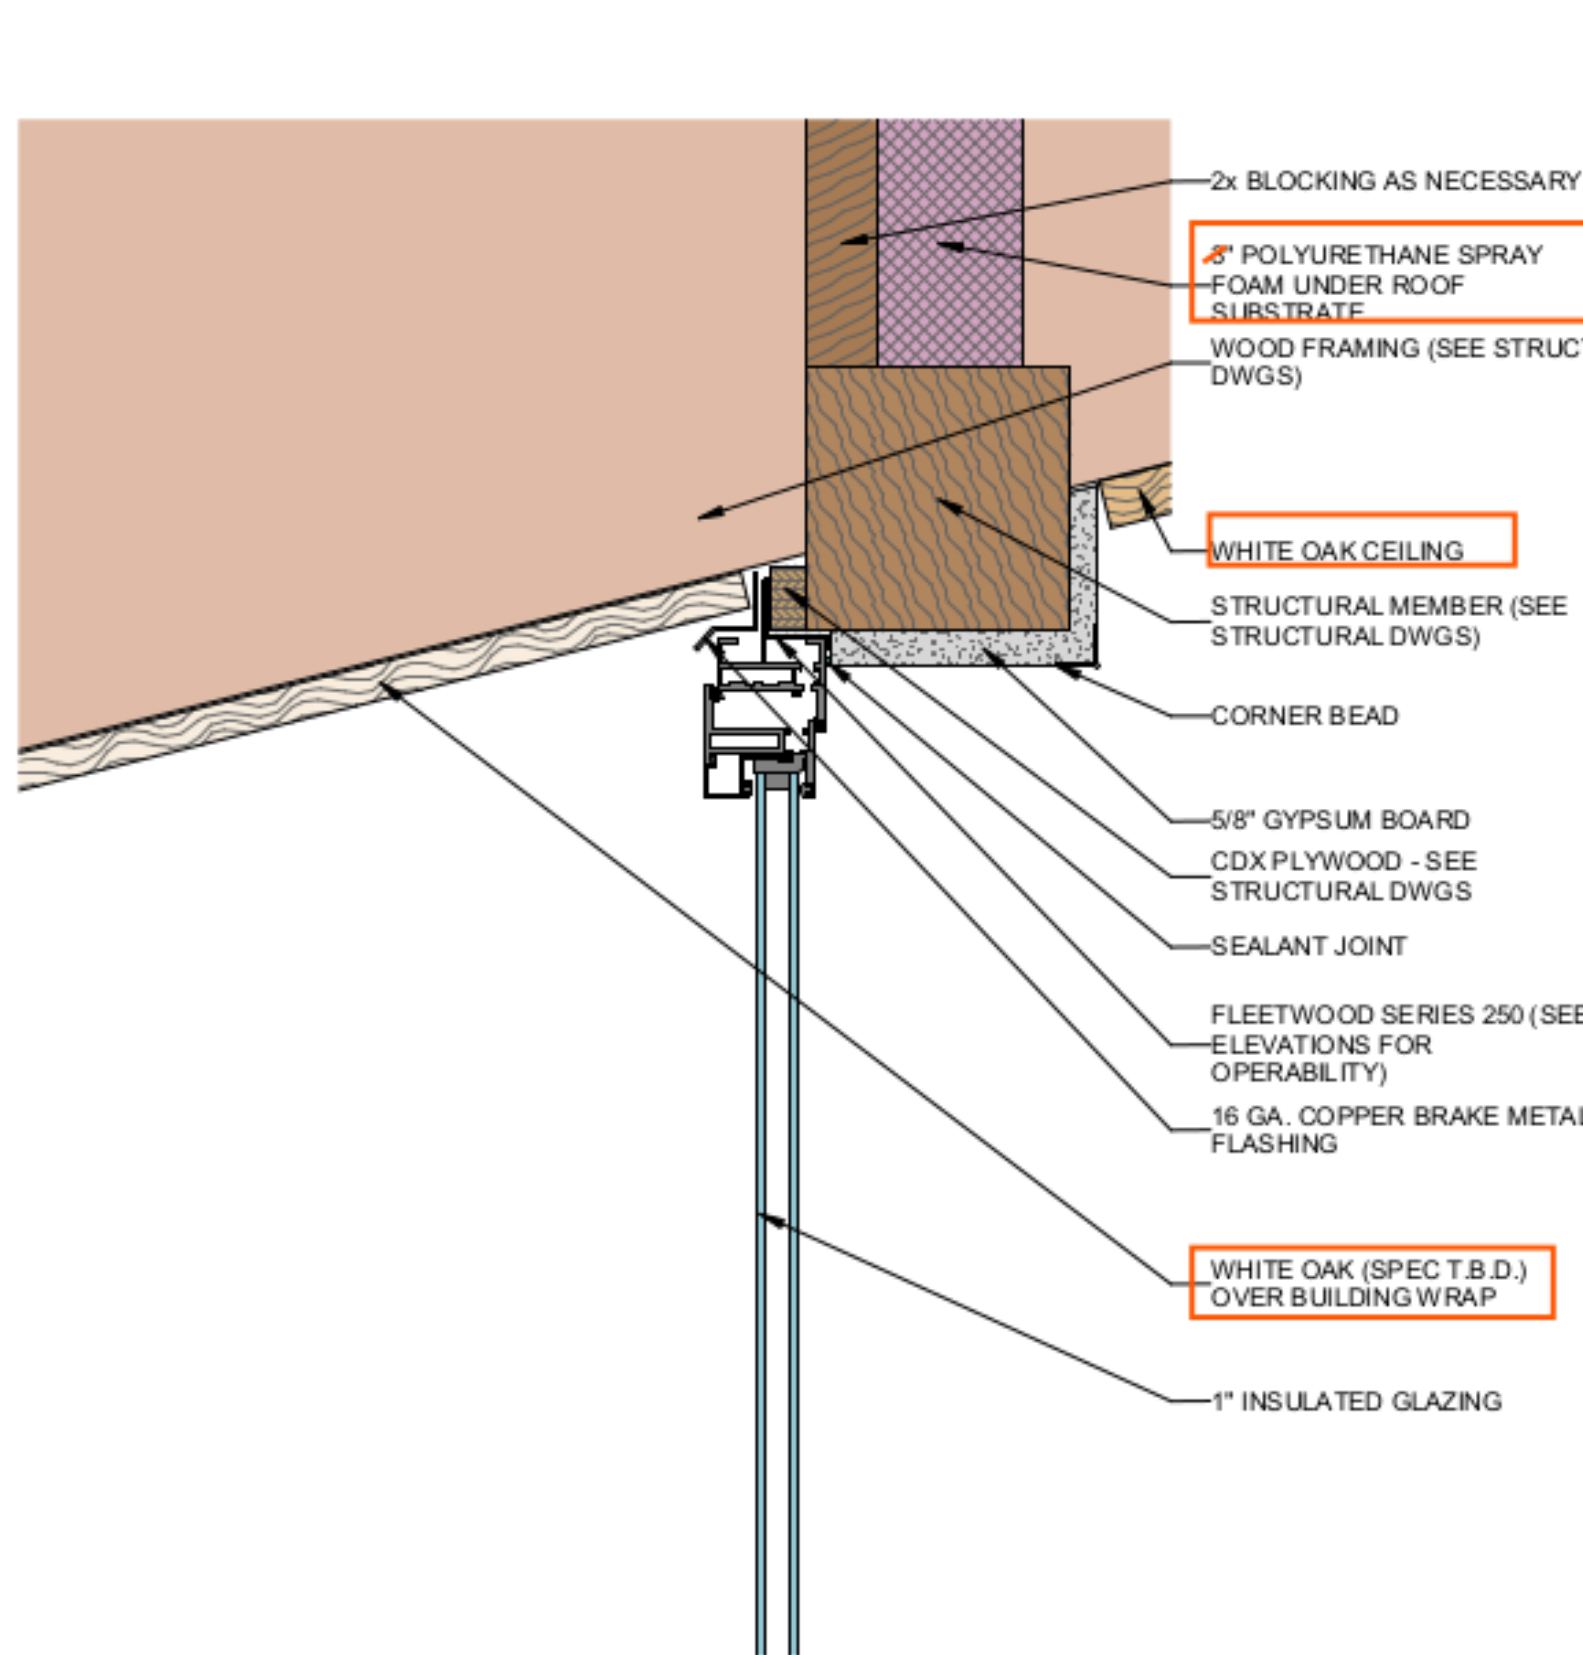 2x BLOCKING AS NECESSARY
3" POLYURETHANE SPRAY
FOAM UNDER ROOF
SUBSTRATE
WOOD FRAMING (SEE STRUCT
DWGS)
WHITE OAK CEILING
STRUCTURAL MEMBER (SEE
STRUCTURAL DWGS)
CORNER BEAD
5/8" GYPSUM BOARD
CDX PLYWOOD - SEE
STRUCTURAL DWGS
SEALANT JOINT
FLEETWOOD SERIES 250 (SEE
ELEVATIONS FOR
OPERABILITY)
16 GA. COPPER BRAKE METAL
FLASHING
WHITE OAK (SPEC T.B.D.)
OVER BUILDING WRAP
1" INSULATED GLAZING